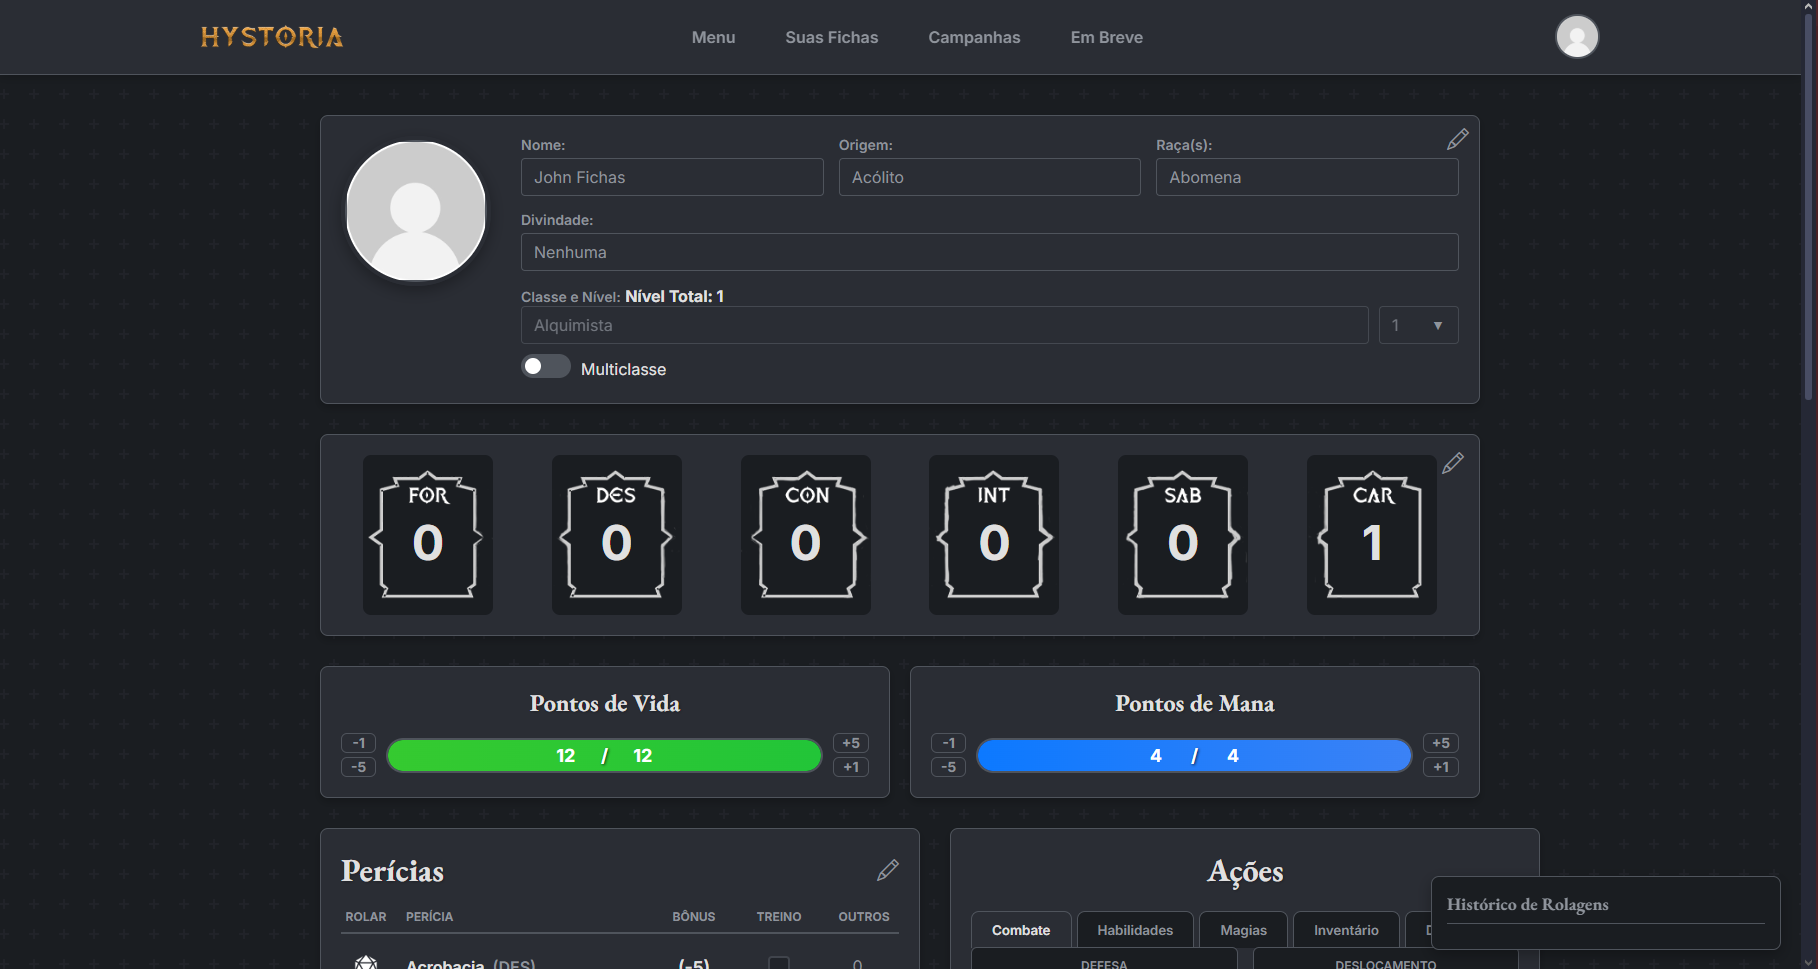 HYSTORIA
Menu Suas Fichas Campanhas Em Breve
Nome: Origem: Raça(s):
John Fichas Acólito Abomena
Divindade:
Nenhuma
Classe e Nível: Nível Total: 1
Alquimista 1 ▼
Multiclasse
FOR DES CON INT SAB CAR
0 0 0 0 0 1
Pontos de Vida Pontos de Mana
-1 12 / 12 +5 -1 4 / 4 +5
-5 +1 -5 +1
Perícias Ações
Histórico de Rolagens
ROLAR PERÍCIA BÔNUS TREINO OUTROS
Combate Habilidades Magias Inventário
Acrobacia (DES) (-5) 0
DEFESA DESLOCAMENTO